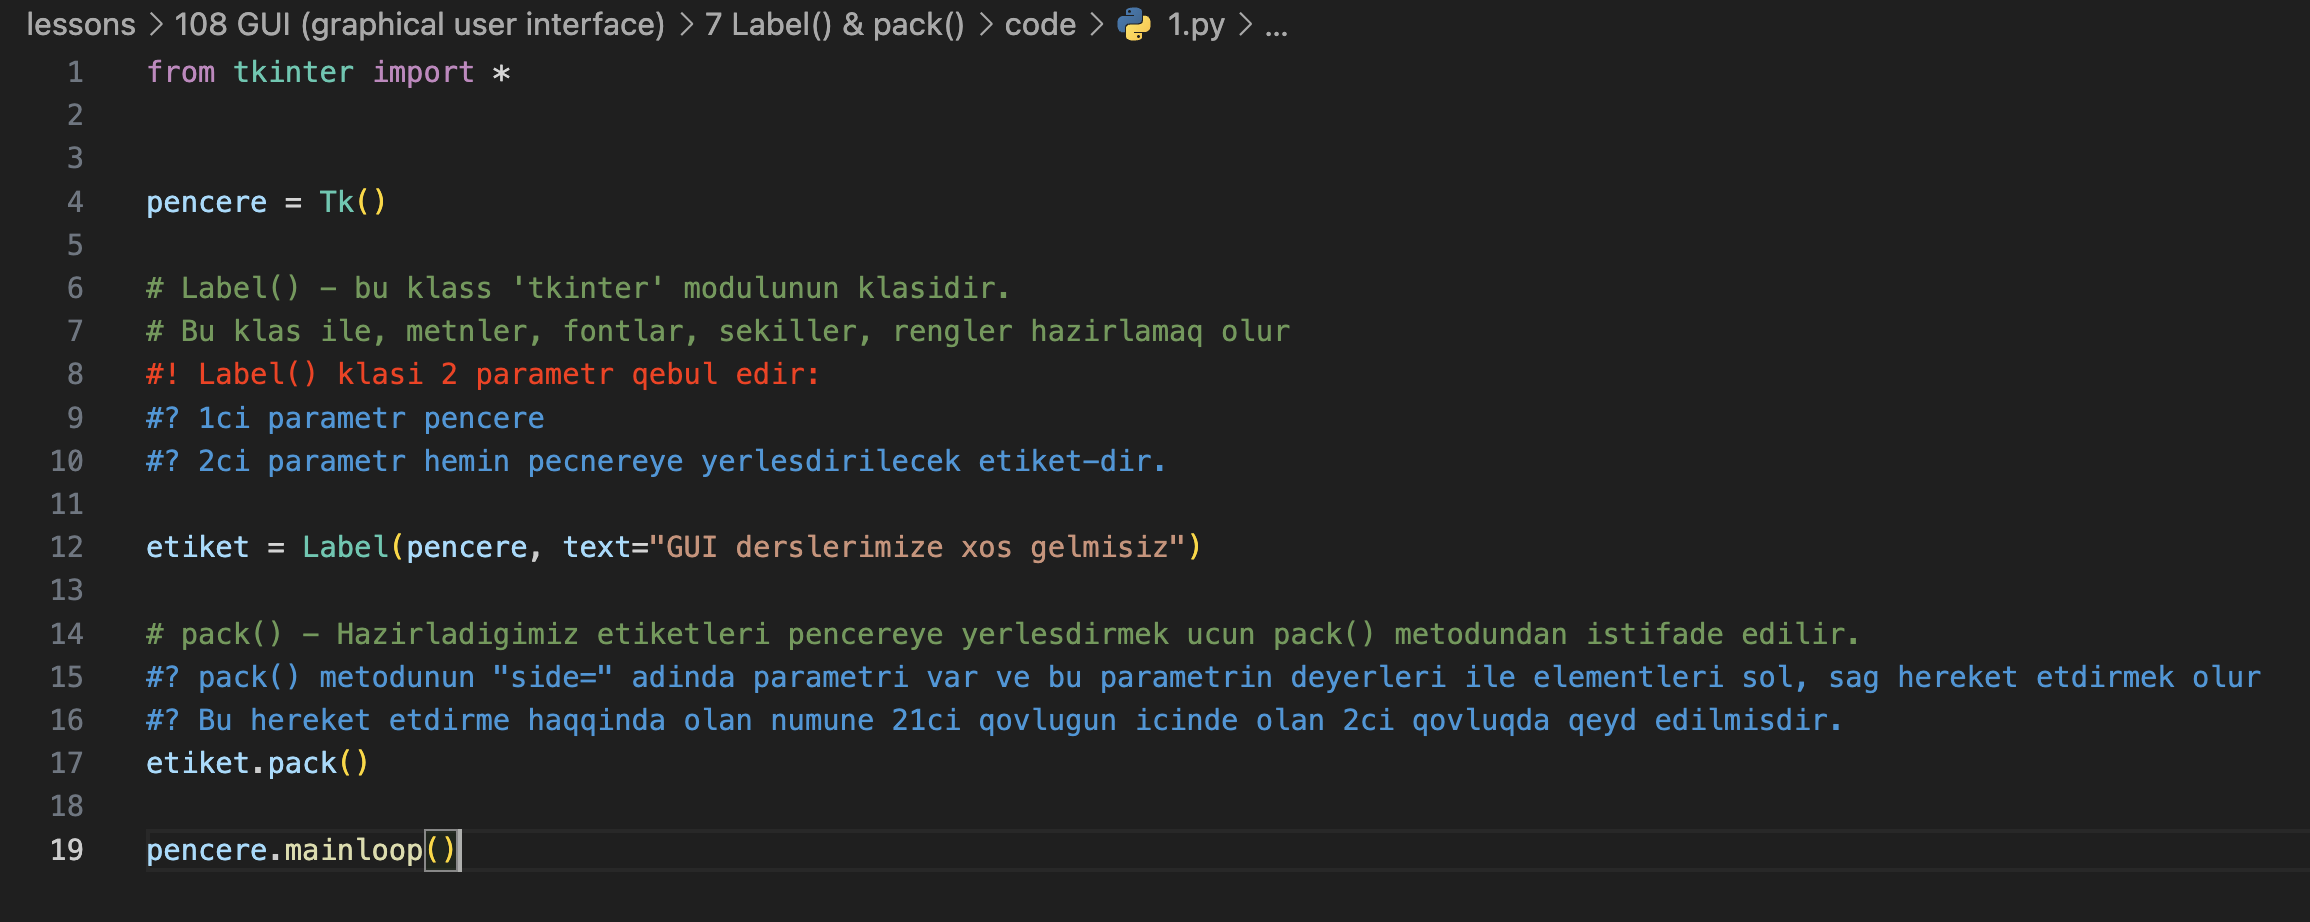 lessons > 108 GUI (graphical user interface) > 7 Label() & pack() > code > 1.py > ...
1 from tkinter import *
2
3
4 pencere = Tk()
5
6 # Label() - bu klass 'tkinter' modulunun klasidir.
7 # Bu klas ile, metnler, fontlar, sekiller, rengler hazirlamaq olur
8 #! Label() klasi 2 parametr qebul edir:
9 #? 1ci parametr pencere
10 #? 2ci parametr hemin pecnereye yerlesdirilecek etiket-dir.
11
12 etiket = Label(pencere, text="GUI derslerimize xos gelmisiz")
13
14 # pack() - Hazirladigimiz etiketleri pencereye yerlesdirmek ucun pack() metodundan istifade edilir.
15 #? pack() metodunun "side=" adinda parametri var ve bu parametrin deyerleri ile elementleri sol, sag hereket etdirmek olur
16 #? Bu hereket etdirme haqqinda olan numune 21ci qovlugun icinde olan 2ci qovluqda qeyd edilmisdir.
17 etiket.pack()
18
19 pencere.mainloop()